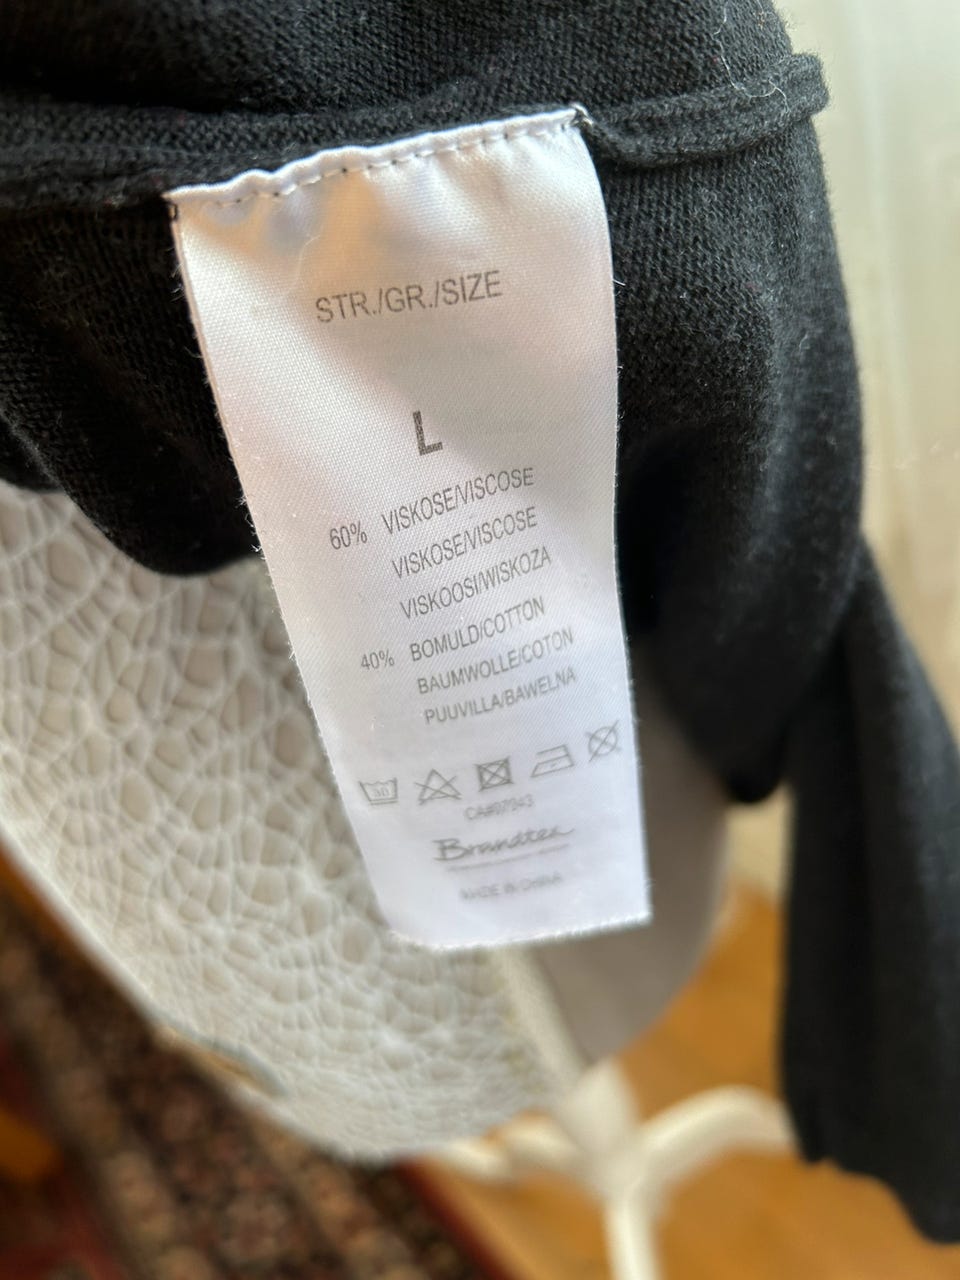 STR./GR./SIZE
L
60% VISKOSE/VISCOSE
VISKOSE/VISCOSE
VISKOOSI/WISKOZA
40% BOMULD/COTTON
BAUMWOLLE/COTON
PUUVILLA/BAWELNA
30
Brandtex
MADE IN CHINA